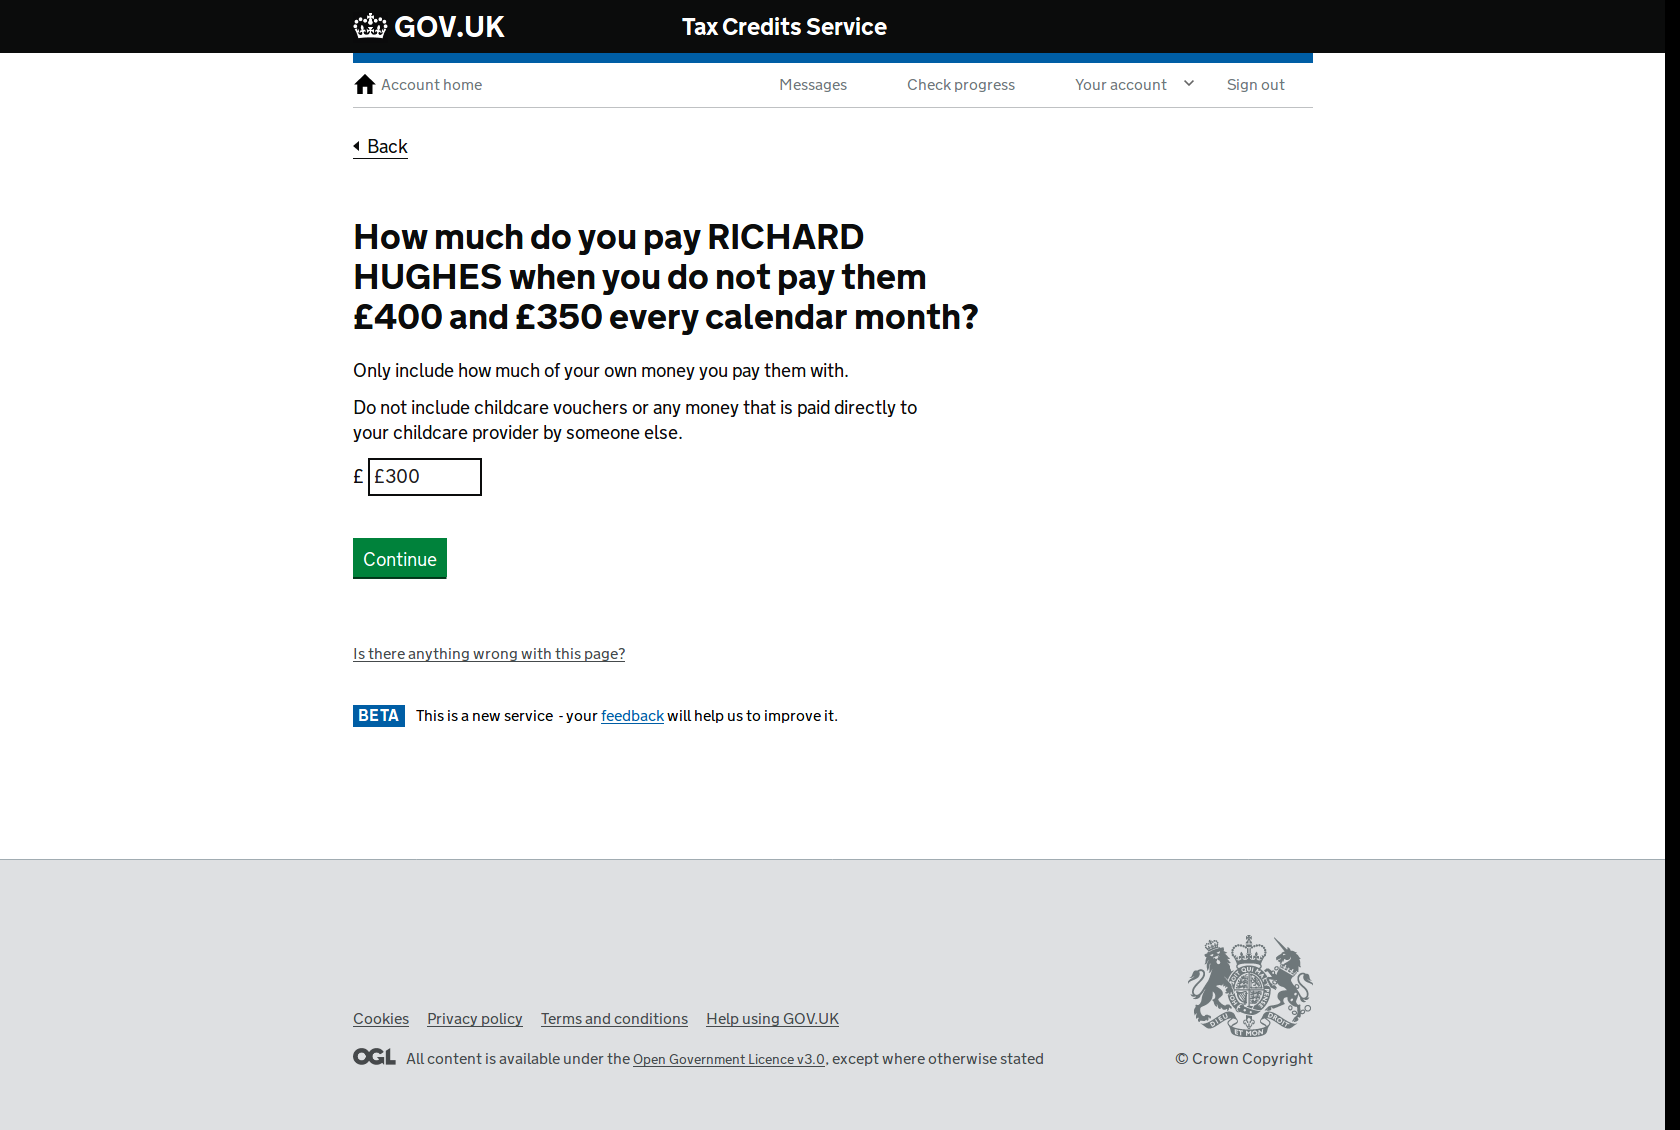 GOV.UK
Tax Credits Service
Account home
Messages
Check progress
Your account
Sign out
Back
How much do you pay RICHARD
HUGHES when you do not pay them
£400 and £350 every calendar month?
Only include how much of your own money you pay them with.
Do not include childcare vouchers or any money that is paid directly to
your childcare provider by someone else.
£ £300
Continue
Is there anything wrong with this page?
BETA This is a new service - your feedback will help us to improve it.
Cookies Privacy policy Terms and conditions Help using GOV.UK
OGL All content is available under the Open Government Licence v3.0, except where otherwise stated
DIEU ET MON DROIT
© Crown Copyright